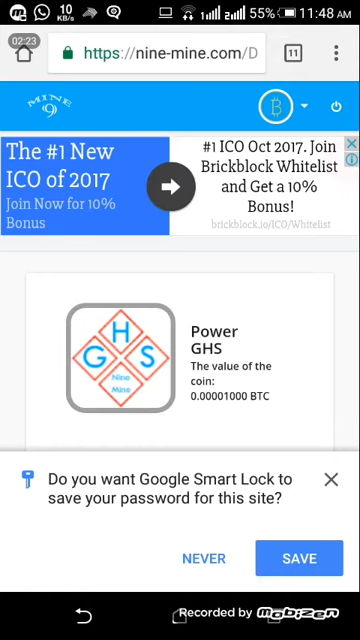 02:23
10
KB/s
55%
11:48 AM
https://nine-mine.com/D
11
MINE
9
The #1 New
ICO of 2017
Join Now for 10%
Bonus
#1 ICO Oct 2017. Join
Brickblock Whitelist
and Get a 10%
Bonus!
brickblock.io/ICO/Whitelist
H
G S
Nine
Mine
Power
GHS
The value of the
coin:
0.00001000 BTC
Do you want Google Smart Lock to
save your password for this site?
NEVER
SAVE
Recorded by mobizen